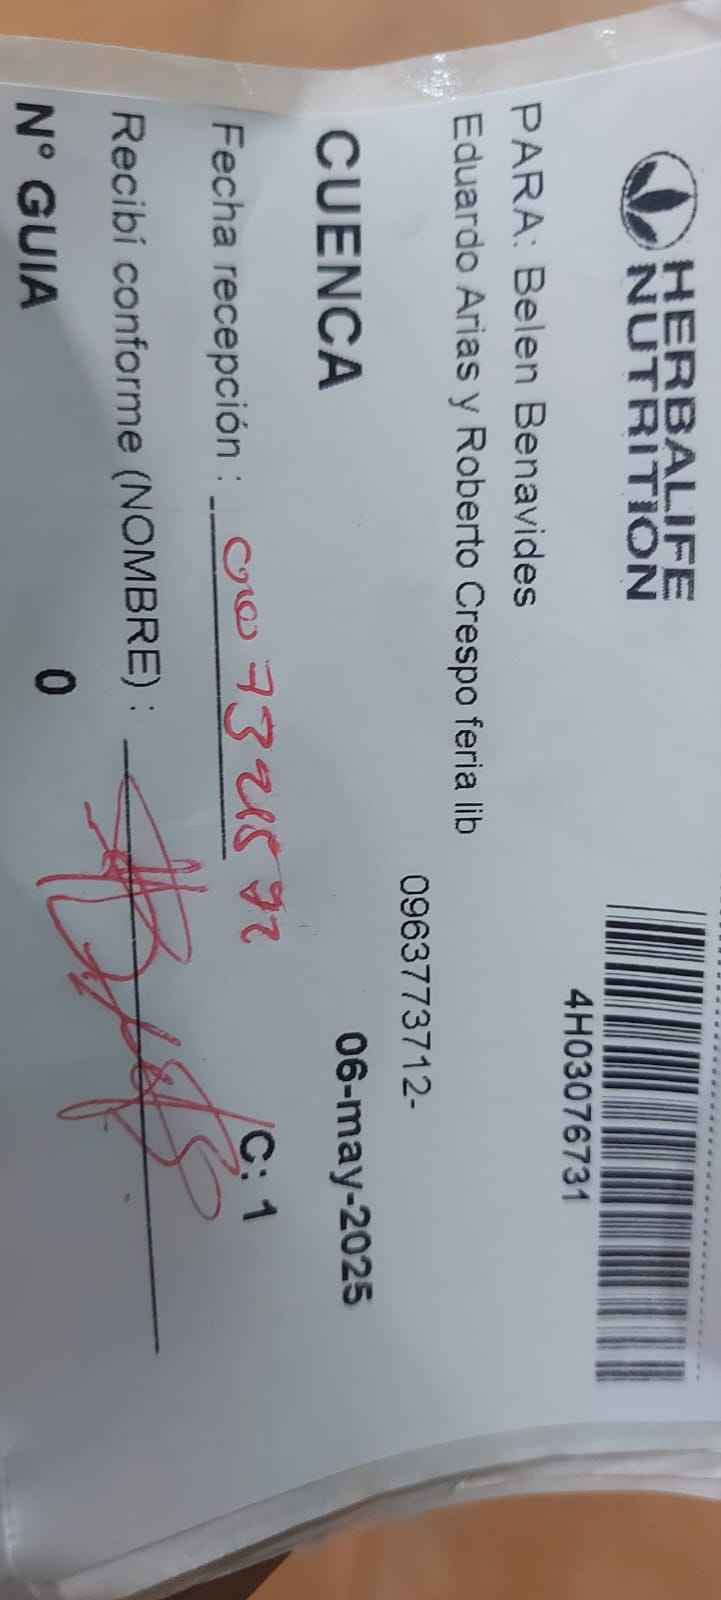 HERBALIFE
NUTRITION
4H03076731
PARA: Belen Benavides
Eduardo Arias y Roberto Crespo feria lib
0963773712-
CUENCA 06-may-2025
Fecha recepción :
C: 1
Recibí conforme (NOMBRE) :
N° GUIA 0